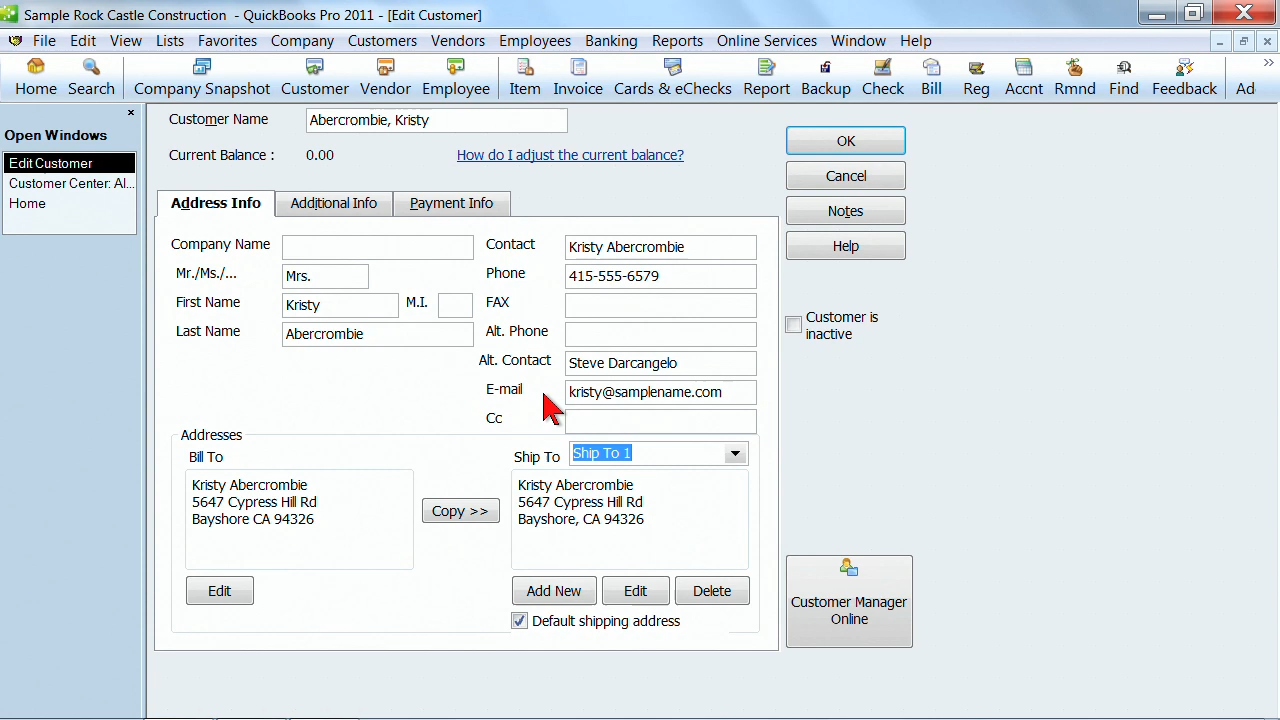 Sample Rock Castle Construction - QuickBooks Pro 2011 - [Edit Customer]
File Edit View Lists Favorites Company Customers Vendors Employees Banking Reports Online Services Window Help
Home Search Company Snapshot Customer Vendor Employee Item Invoice Cards & eChecks Report Backup Check Bill Reg Accnt Rmnd Find Feedback Ad
Open Windows
Edit Customer
Customer Center: Al...
Home
Customer Name Abercrombie, Kristy
Current Balance : 0.00 How do I adjust the current balance?
Address Info Additional Info Payment Info
Company Name
Mr./Ms./... Mrs.
First Name Kristy M.I.
Last Name Abercrombie
Contact Kristy Abercrombie
Phone 415-555-6579
FAX
Alt. Phone
Alt. Contact Steve Darcangelo
E-mail kristy@samplename.com
Cc
Addresses
Bill To
Kristy Abercrombie
5647 Cypress Hill Rd
Bayshore CA 94326
Edit
Copy >>
Ship To Ship To 1
Kristy Abercrombie
5647 Cypress Hill Rd
Bayshore, CA 94326
Add New Edit Delete
Default shipping address
OK
Cancel
Notes
Help
Customer is
inactive
Customer Manager
Online